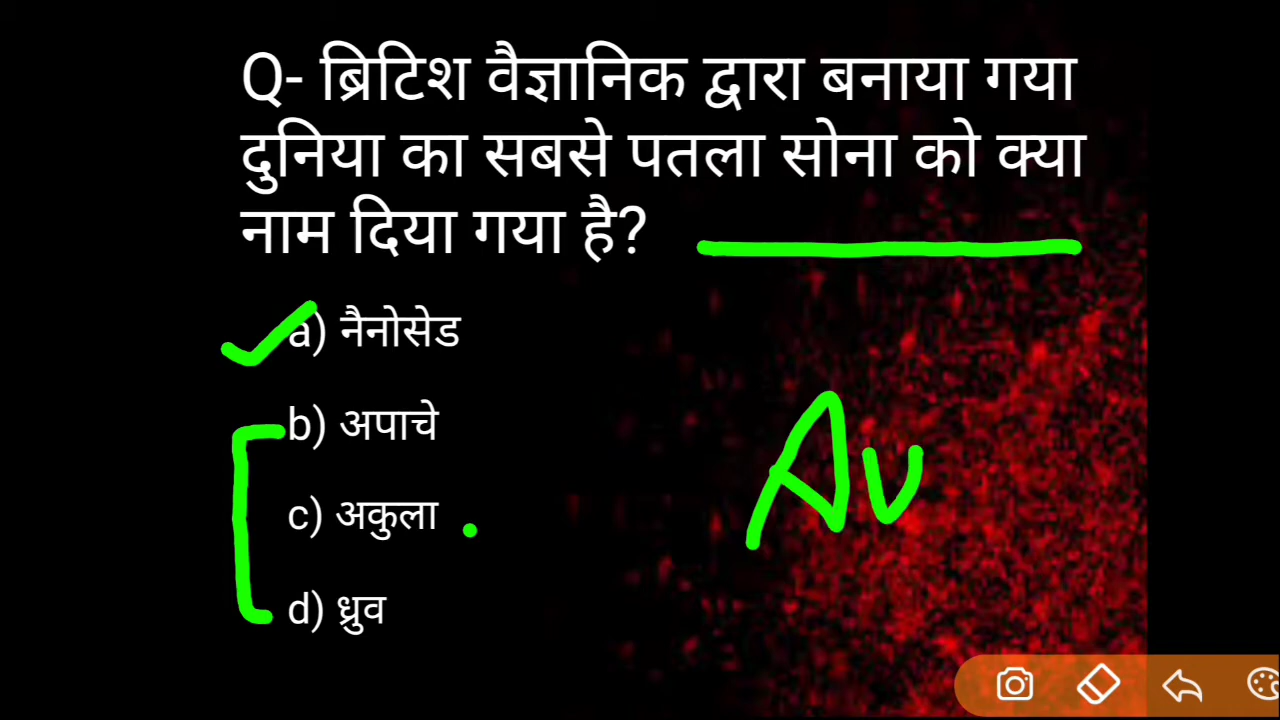 Q- ब्रिटिश वैज्ञानिक द्वारा बनाया गया
दुनिया का सबसे पतला सोना को क्या
नाम दिया गया है?
a) नैनोसेड
b) अपाचे
c) अकुला
d) ध्रुव
Au